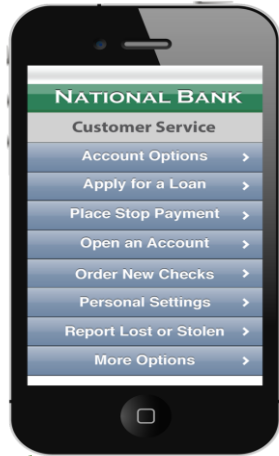 NATIONAL BANK
Customer Service
Account Options
Apply for a Loan
Place Stop Payment
Open an Account
Order New Checks
Personal Settings
Report Lost or Stolen
More Options